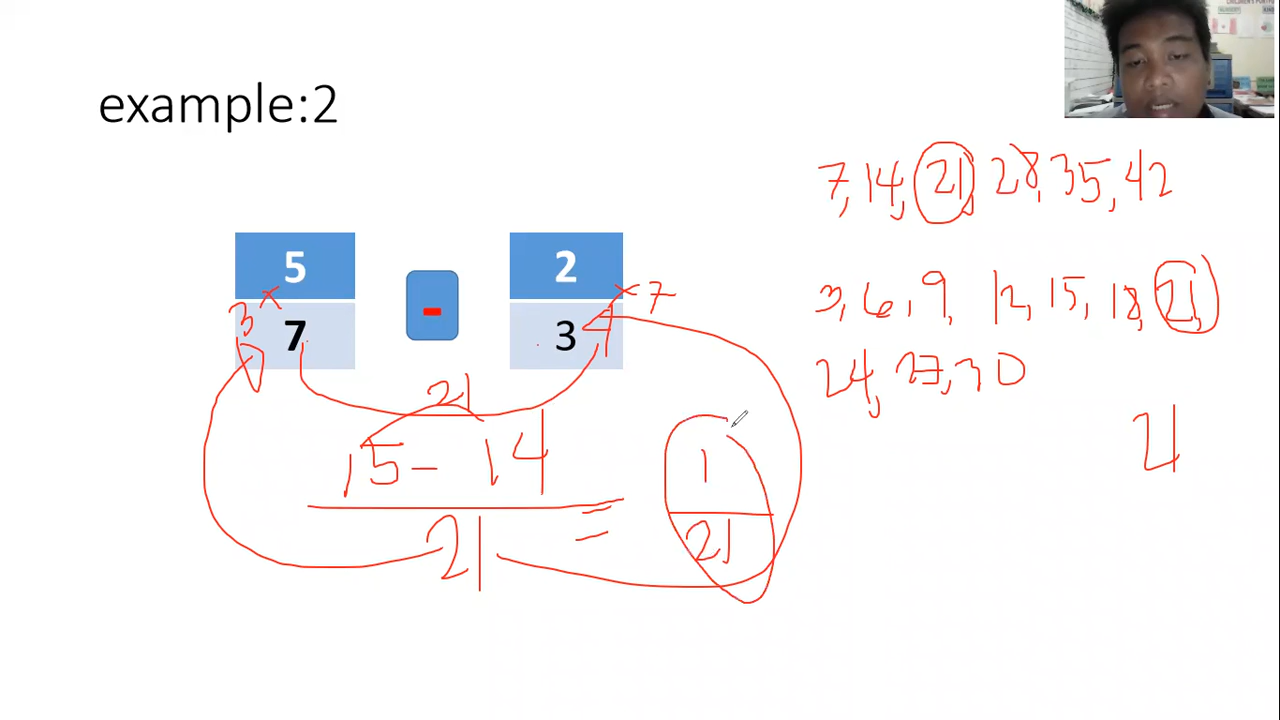 example:2
7, 14, 21, 28, 35, 42
3, 6, 9, 12, 15, 18, 21,
24, 27, 30
21
5 - 2
3 × × 7
7 3
21
15 - 14
21
=
1
21